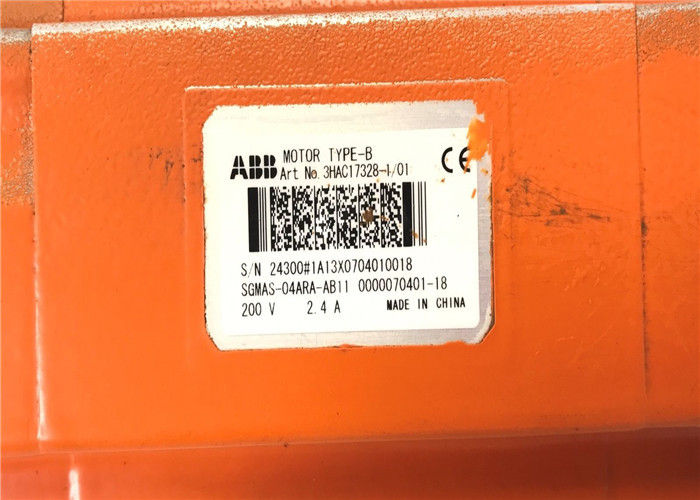 ABB MOTOR TYPE-B CE
Art No. 3HAC17328-1/01
S/N 24300#1A13X0704010018
SGMAS-04ARA-AB11 0000070401-18
200 V 2.4 A MADE IN CHINA